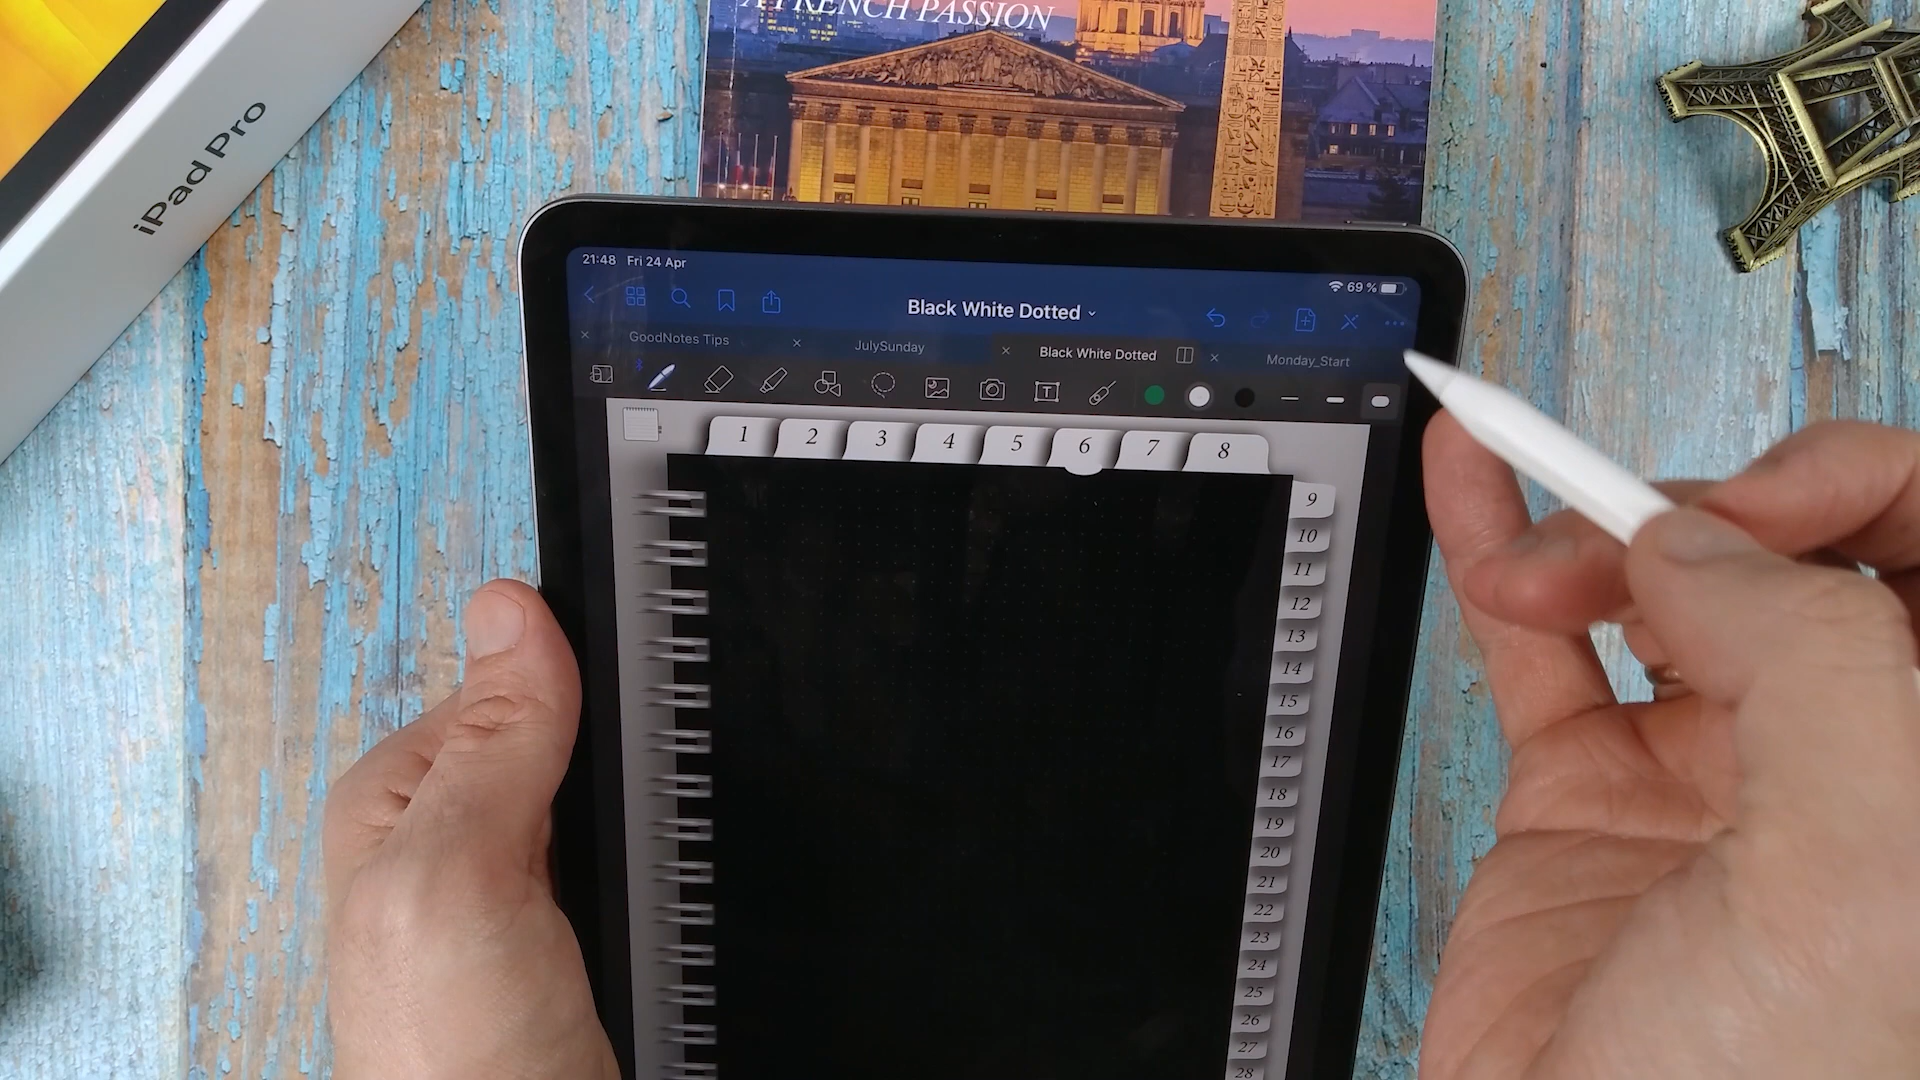 A FRENCH PASSION
iPad Pro
21:48 Fri 24 Apr
69 %
Black White Dotted
GoodNotes Tips
JulySunday
Black White Dotted
Monday_Start
T
1 2 3 4 5 6 7 8
9
10
11
12
13
14
15
16
17
18
19
20
21
22
23
24
25
26
27
28